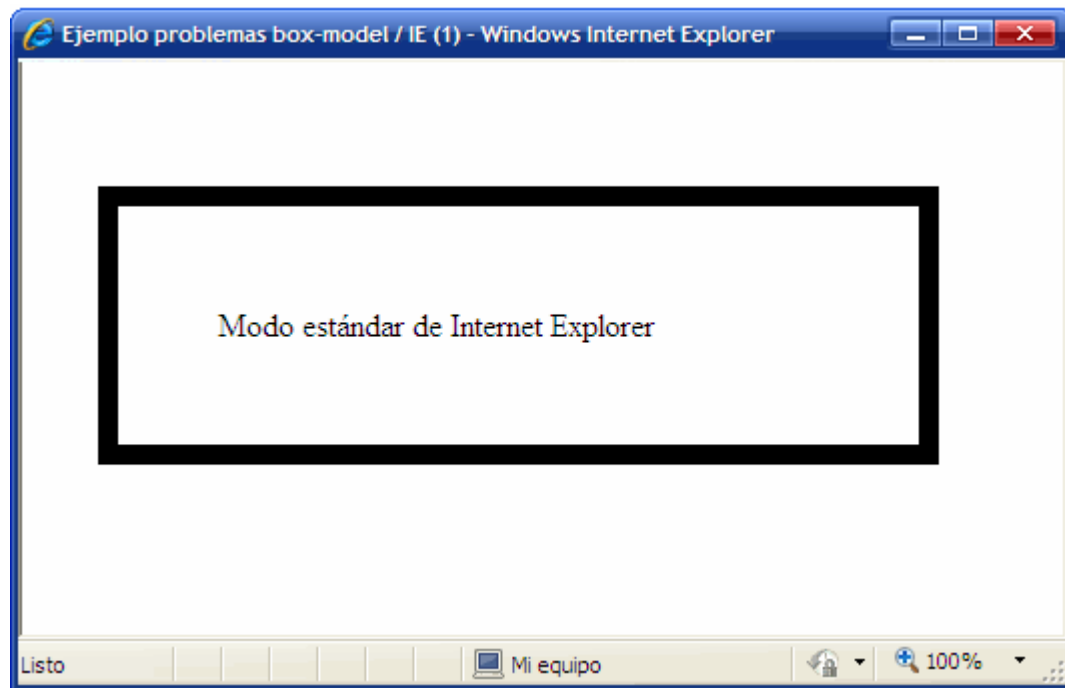 Ejemplo problemas box-model / IE (1) - Windows Internet Explorer
Modo estándar de Internet Explorer
Listo Mi equipo 100%